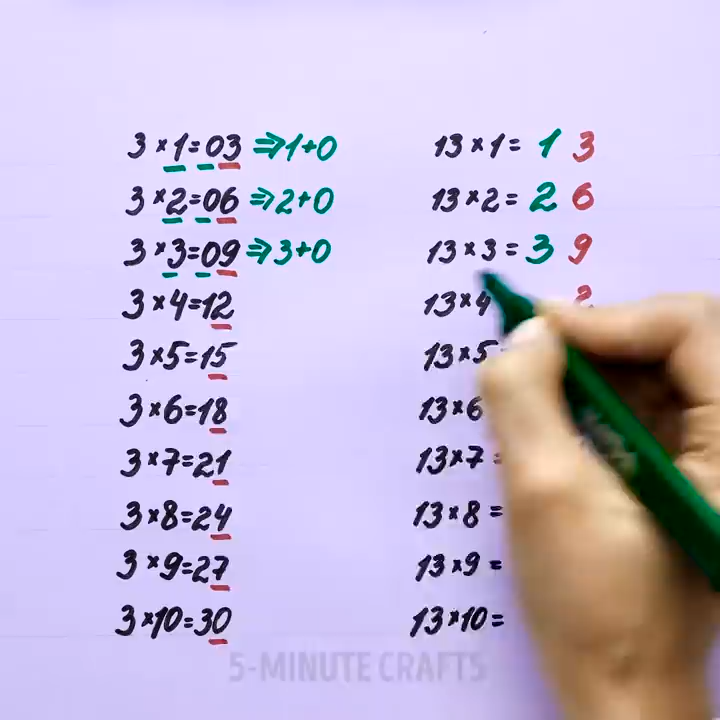 3 × 1 = 03 ⇒ 1+0
3 × 2 = 06 ⇒ 2+0
3 × 3 = 09 ⇒ 3+0
3 × 4 = 12
3 × 5 = 15
3 × 6 = 18
3 × 7 = 21
3 × 8 = 24
3 × 9 = 27
3 × 10 = 30
13 × 1 = 1 3
13 × 2 = 2 6
13 × 3 = 3 9
13 × 4 2
13 × 5
13 × 6
13 × 7 =
13 × 8 =
13 × 9 =
13 × 10 =
5-MINUTE CRAFTS